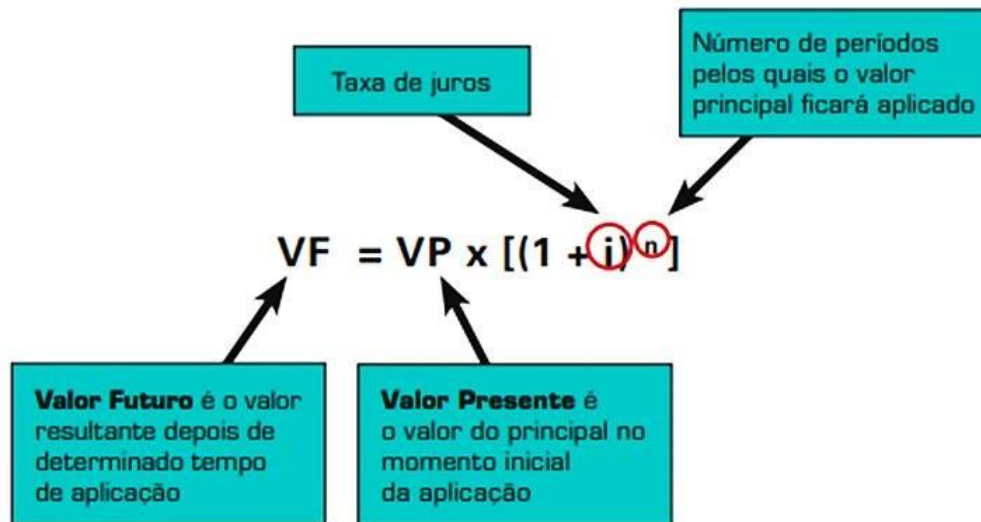 Taxa de juros
Número de períodos
pelos quais o valor
principal ficará aplicado
VF = VP x [(1 + i) n]
Valor Futuro é o valor
resultante depois de
determinado tempo
de aplicação
Valor Presente é
o valor do principal no
momento inicial
da aplicação